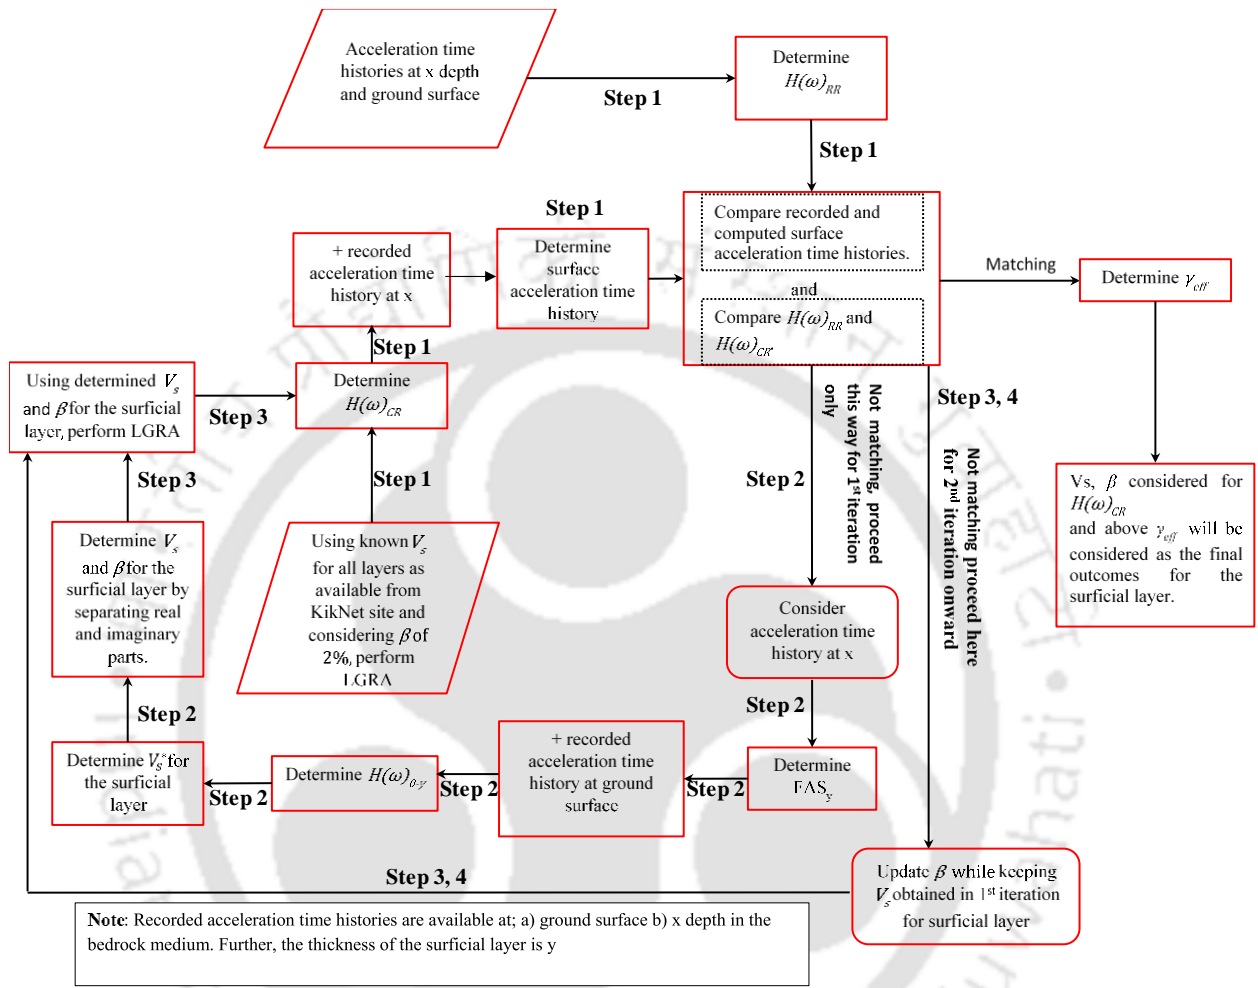 Acceleration time
histories at x depth
and ground surface
Step 1
Determine
H(ω)RR
Step 1
Step 1
+ recorded
acceleration time
history at x
Determine
surface
acceleration time
history
Compare recorded and
computed surface
acceleration time histories.
and
Compare H(ω)RR and
H(ω)CR.
Matching
Determine γeff
Step 1
Using determined Vs
and β for the surficial
layer, perform LGRA
Step 3
Determine
H(ω)CR
Not matching, proceed
this way for 1st iteration
only
Step 3, 4
Step 2
Not matching proceed here
for 2nd iteration onward
Step 3
Step 1
Vs, β considered for
H(ω)CR
and above γeff will be
considered as the final
outcomes for the
surficial layer.
Determine Vs
and β for the
surficial layer by
separating real
and imaginary
parts.
Using known Vs
for all layers as
available from
KikNet site and
considering β of
2%, perform
LGRA
Consider
acceleration time
history at x
Step 2
Step 2
Determine Vs* for
the surficial
layer
Step 2
Determine H(ω)0-y
Step 2
+ recorded
acceleration time
history at ground
surface
Step 2
Determine
FASy
Step 3, 4
Update β while keeping
Vs obtained in 1st iteration
for surficial layer
Note: Recorded acceleration time histories are available at; a) ground surface b) x depth in the
bedrock medium. Further, the thickness of the surficial layer is y